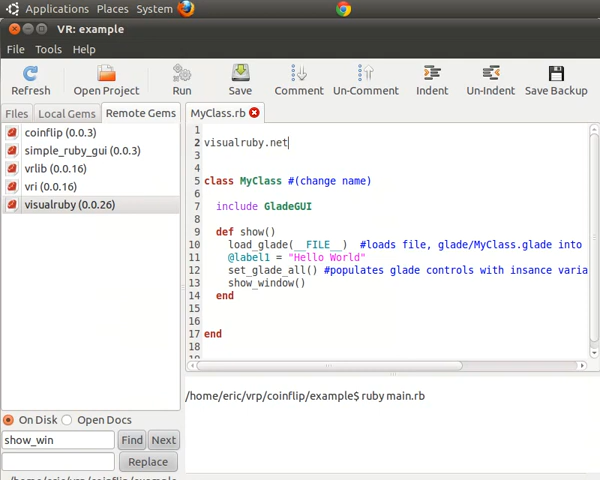 Applications Places System
VR: example
File Tools Help
Refresh Open Project Run Save Comment Un-Comment Indent Un-Indent Save Backup
FIles Local Gems Remote Gems
coinflip (0.0.3)
simple_ruby_gui (0.0.3)
vrlib (0.0.16)
vri (0.0.16)
visualruby (0.0.26)
MyClass.rb
1
2 visualruby.net
3
4
5 class MyClass #(change name)
6
7 include GladeGUI
8
9 def show()
10 load_glade(__FILE__) #loads file, glade/MyClass.glade into
11 @label1 = "Hello World"
12 set_glade_all() #populates glade controls with insance varia
13 show_window()
14 end
15
16
17 end
18
/home/eric/vrp/coinflip/example$ ruby main.rb
On Disk Open Docs
show_win Find Next
Replace
/home/eric/vrp/coinflip/example